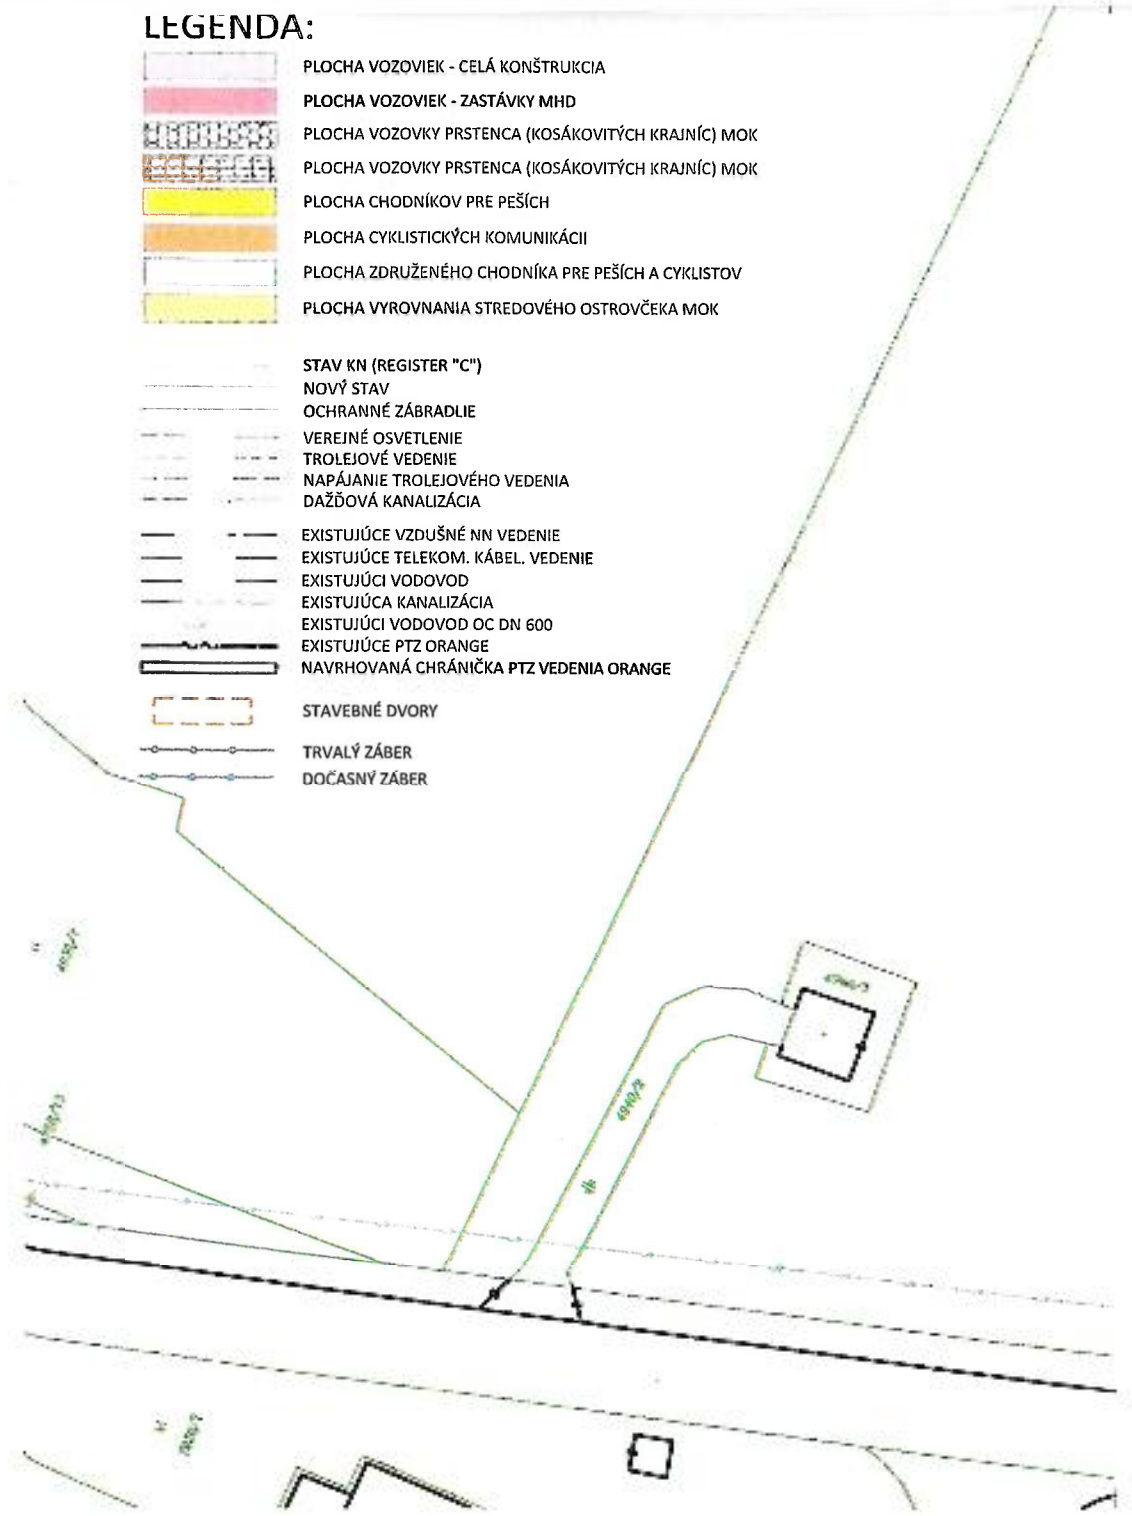 LEGENDA:
PLOCHA VOZOVIEK - CELÁ KONŠTRUKCIA
PLOCHA VOZOVIEK - ZASTÁVKY MHD
PLOCHA VOZOVKY PRSTENCA (KOSÁKOVITÝCH KRAJNÍC) MOK
PLOCHA VOZOVKY PRSTENCA (KOSÁKOVITÝCH KRAJNÍC) MOK
PLOCHA CHODNÍKOV PRE PEŠÍCH
PLOCHA CYKLISTICKÝCH KOMUNIKÁCII
PLOCHA ZDRUŽENÉHO CHODNÍKA PRE PEŠÍCH A CYKLISTOV
PLOCHA VYROVNANIA STREDOVÉHO OSTROVČEKA MOK
STAV KN (REGISTER "C")
NOVÝ STAV
OCHRANNÉ ZÁBRADLIE
VEREJNÉ OSVETLENIE
TROLEJOVÉ VEDENIE
NAPÁJANIE TROLEJOVÉHO VEDENIA
DAŽĎOVÁ KANALIZÁCIA
EXISTUJÚCE VZDUŠNÉ NN VEDENIE
EXISTUJÚCE TELEKOM. KÁBEL. VEDENIE
EXISTUJÚCI VODOVOD
EXISTUJÚCA KANALIZÁCIA
EXISTUJÚCI VODOVOD OC DN 600
EXISTUJÚCE PTZ ORANGE
NAVRHOVANÁ CHRÁNIČKA PTZ VEDENIA ORANGE
STAVEBNÉ DVORY
TRVALÝ ZÁBER
DOČASNÝ ZÁBER